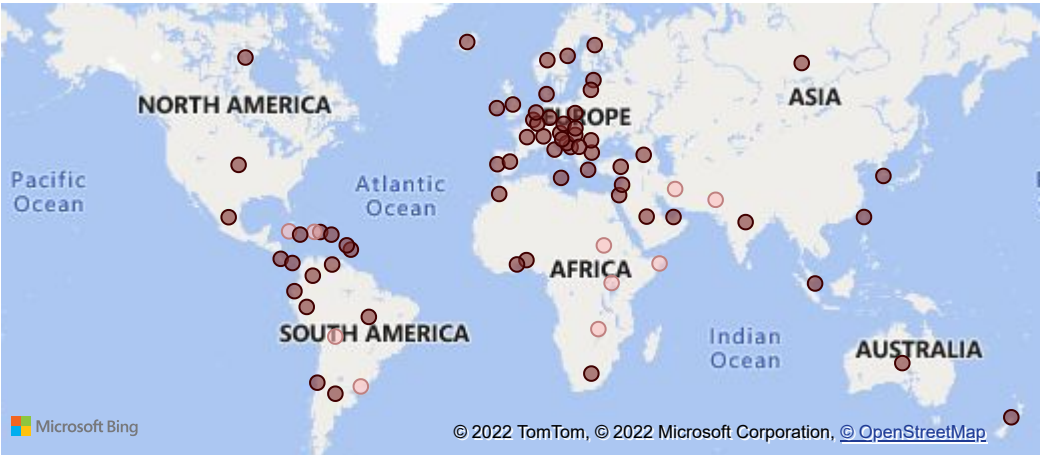 NORTH AMERICA
EUROPE
ASIA
Pacific
Ocean
Atlantic
Ocean
AFRICA
SOUTH AMERICA
Indian
Ocean
AUSTRALIA
Microsoft Bing
© 2022 TomTom, © 2022 Microsoft Corporation, © OpenStreetMap